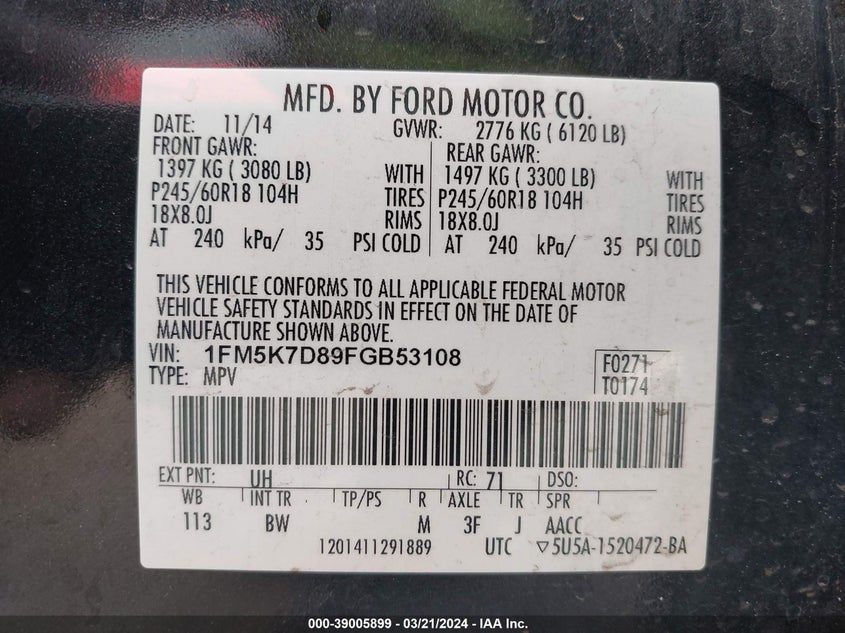 MFD. BY FORD MOTOR CO.
DATE: 11/14 GVWR: 2776 KG ( 6120 LB)
FRONT GAWR: REAR GAWR:
1397 KG ( 3080 LB) WITH 1497 KG ( 3300 LB) WITH
P245/60R18 104H TIRES P245/60R18 104H TIRES
18X8.0J RIMS 18X8.0J RIMS
AT 240 kPa/ 35 PSI COLD AT 240 kPa/ 35 PSI COLD
THIS VEHICLE CONFORMS TO ALL APPLICABLE FEDERAL MOTOR
VEHICLE SAFETY STANDARDS IN EFFECT ON THE DATE OF
MANUFACTURE SHOWN ABOVE.
VIN: 1FM5K7D89FGB53108 F0271
TYPE: MPV T0174
EXT PNT: UH RC: 71 DSO:
WB INT TR TP/PS R AXLE TR SPR
113 BW M 3F J AACC
1201411291889 UTC ▽5U5A-1520472-BA
000-39005899 — 03/21/2024 — IAA Inc.